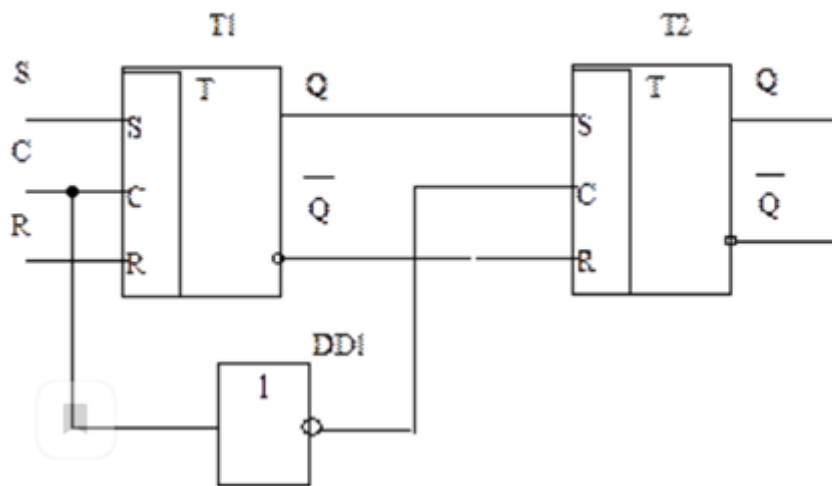 T1 T2
S T Q T Q
S S
C Q̅ Q̅
C C
R
R R
DD1
1